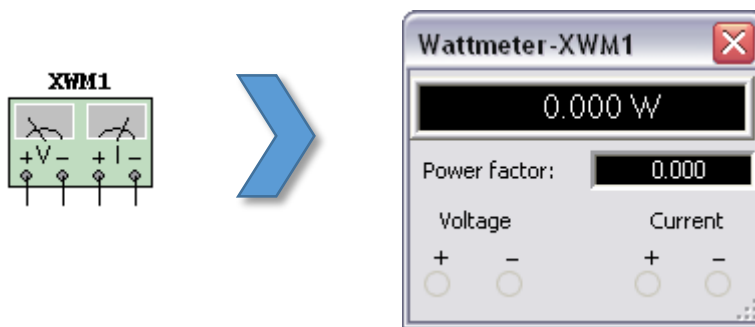 XWM1
+V- +I-
Wattmeter-XWM1
0.000 W
Power factor: 0.000
Voltage Current
+ - + -